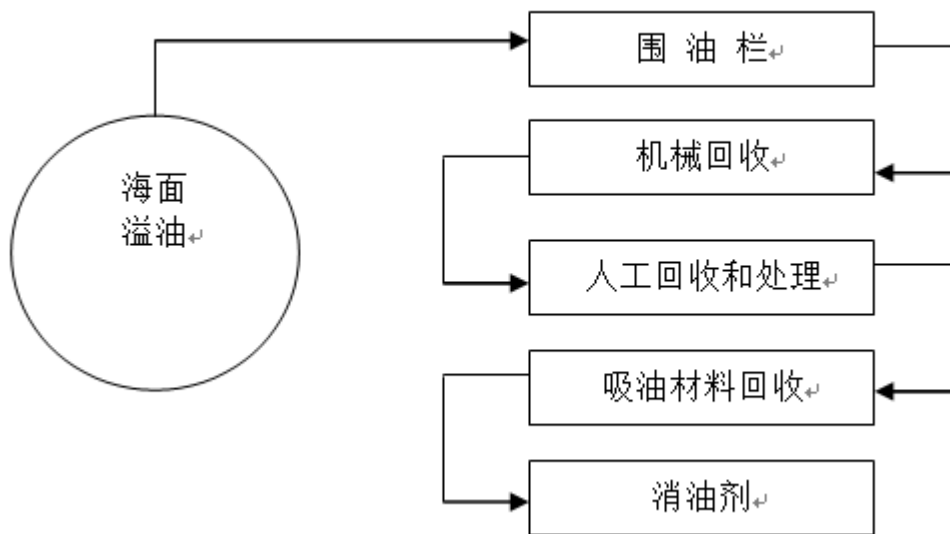 围 油 栏
机械回收
海面
溢油
人工回收和处理
吸油材料回收
消油剂